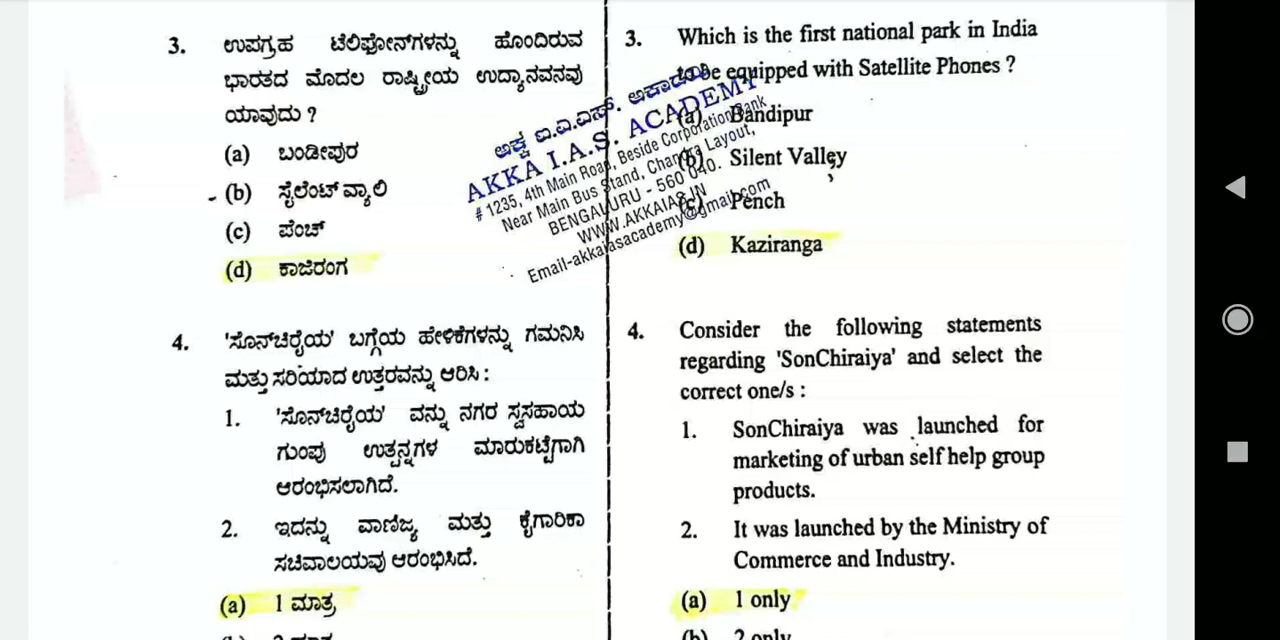 3. ಉಪಗ್ರಹ ಟೆಲಿಫೋನ್‌ಗಳನ್ನು ಹೊಂದಿರುವ
ಭಾರತದ ಮೊದಲ ರಾಷ್ಟ್ರೀಯ ಉದ್ಯಾನವನವು
ಯಾವುದು ?
(a) ಬಂಡೀಪುರ
(b) ಸೈಲೆಂಟ್ ವ್ಯಾಲಿ
(c) ಪೆಂಚ್
(d) ಕಾಜಿರಂಗ
4. 'ಸೊನ್‌ಚಿರೈಯ' ಬಗ್ಗೆಯ ಹೇಳಿಕೆಗಳನ್ನು ಗಮನಿಸಿ
ಮತ್ತು ಸರಿಯಾದ ಉತ್ತರವನ್ನು ಆರಿಸಿ :
1. 'ಸೊನ್‌ಚಿರೈಯ' ವನ್ನು ನಗರ ಸ್ವಸಹಾಯ
ಗುಂಪು ಉತ್ಪನ್ನಗಳ ಮಾರುಕಟ್ಟೆಗಾಗಿ
ಆರಂಭಿಸಲಾಗಿದೆ.
2. ಇದನ್ನು ವಾಣಿಜ್ಯ ಮತ್ತು ಕೈಗಾರಿಕಾ
ಸಚಿವಾಲಯವು ಆರಂಭಿಸಿದೆ.
(a) 1 ಮಾತ್ರ
3. Which is the first national park in India
to be equipped with Satellite Phones ?
(a) Bandipur
(b) Silent Valley
(c) Pench
(d) Kaziranga
4. Consider the following statements
regarding 'SonChiraiya' and select the
correct one/s :
1. SonChiraiya was launched for
marketing of urban self help group
products.
2. It was launched by the Ministry of
Commerce and Industry.
(a) 1 only
(b) 2 only
ಅಕ್ಕ ಐ.ಎ.ಎಸ್. ಅಕಾಡೆಮಿ
AKKA I.A.S. ACADEMY
# 1235, 4th Main Road, Beside Corporation Bank
Near Main Bus Stand, Chandra Layout,
BENGALURU - 560 040.
WWW.AKKAIAS.IN
Email-akkaiasacademy@gmail.com